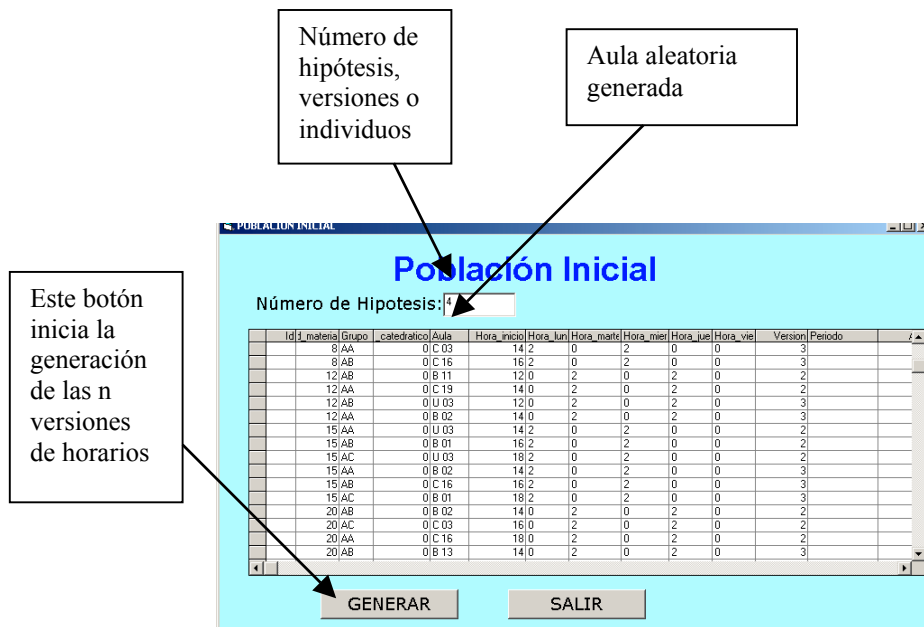 Número de
hipótesis,
versiones o
individuos
Aula aleatoria
generada
Este botón
inicia la
generación
de las n
versiones
de horarios
POBLACION INICIAL
Población Inicial
Número de Hipotesis: 4
Id d_materia Grupo _catedratico Aula Hora_inicio Hora_lun Hora_marte Hora_mier Hora_jue Hora_vie Version Periodo
8 AA 0 C 03 14 2 0 2 0 0 3
8 AB 0 C 16 16 2 0 2 0 0 3
12 AB 0 B 11 12 0 2 0 2 0 2
12 AA 0 C 19 14 0 2 0 2 0 2
12 AB 0 U 03 12 0 2 0 2 0 3
12 AA 0 B 02 14 0 2 0 2 0 3
15 AA 0 U 03 14 2 0 2 0 0 2
15 AB 0 B 01 16 2 0 2 0 0 2
15 AC 0 U 03 18 2 0 2 0 0 2
15 AA 0 B 02 14 2 0 2 0 0 3
15 AB 0 C 16 16 2 0 2 0 0 3
15 AC 0 B 01 18 2 0 2 0 0 3
20 AB 0 B 02 14 0 2 0 2 0 2
20 AC 0 C 03 16 0 2 0 2 0 2
20 AA 0 C 16 18 0 2 0 2 0 2
20 AB 0 B 13 14 0 2 0 2 0 3
GENERAR SALIR